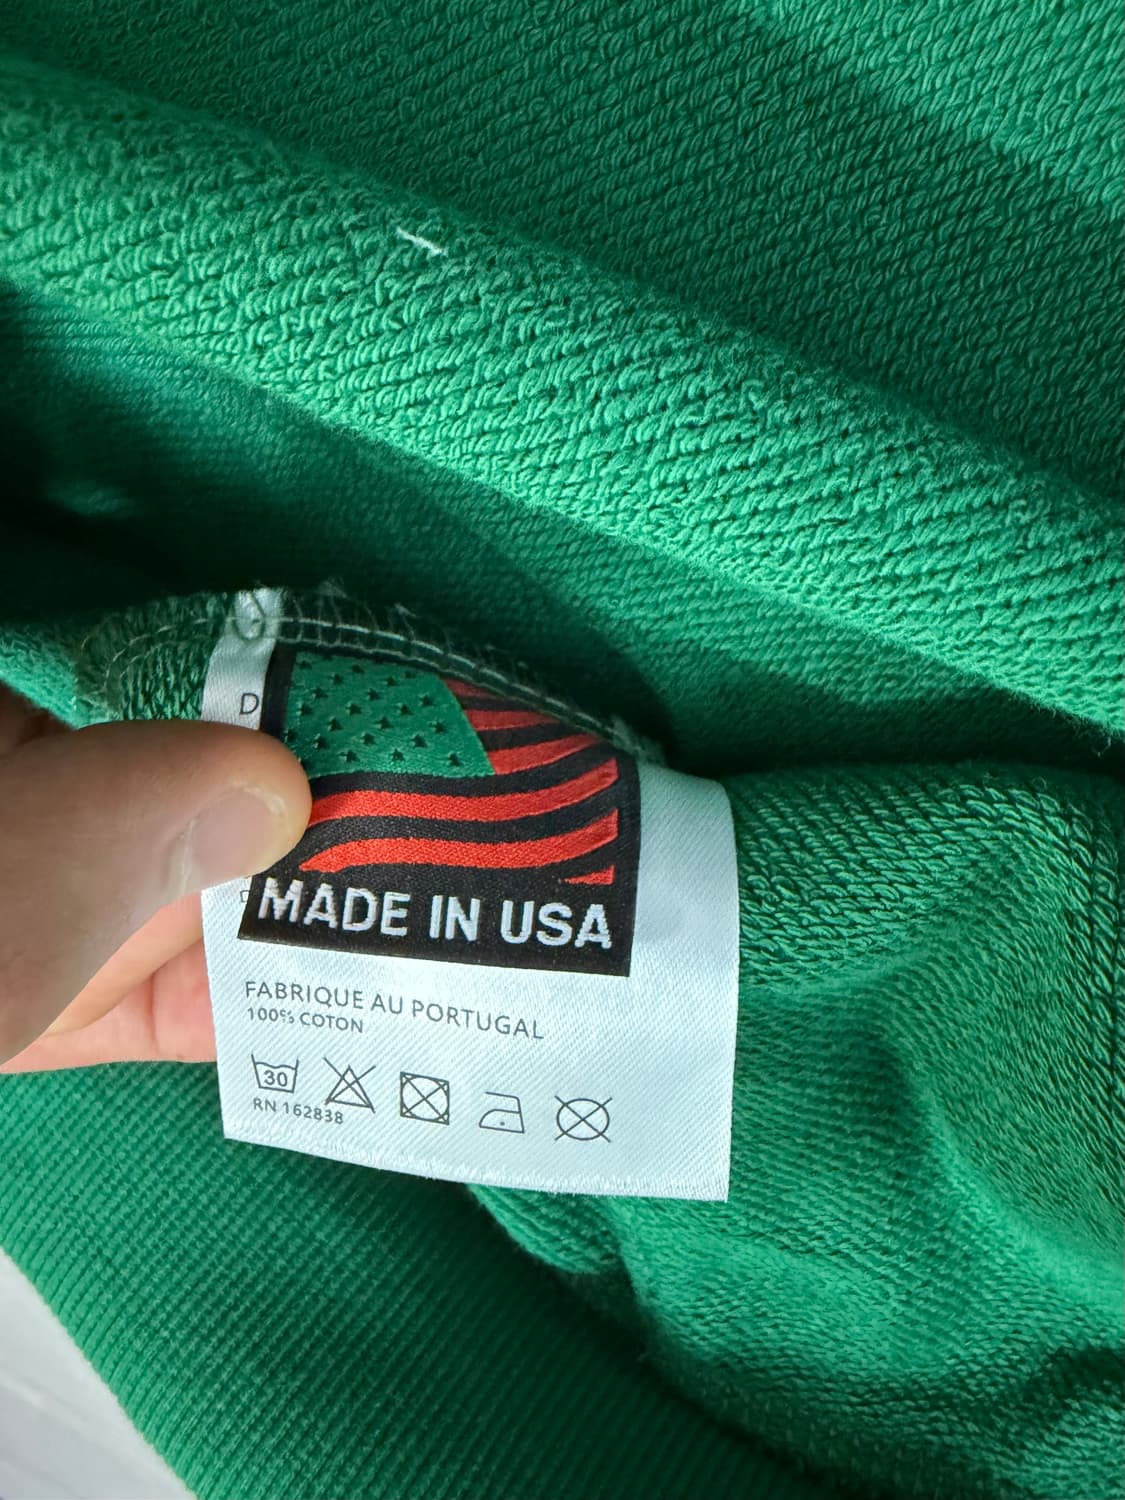 D
MADE IN USA
FABRIQUE AU PORTUGAL
100% COTON
30
RN 162838